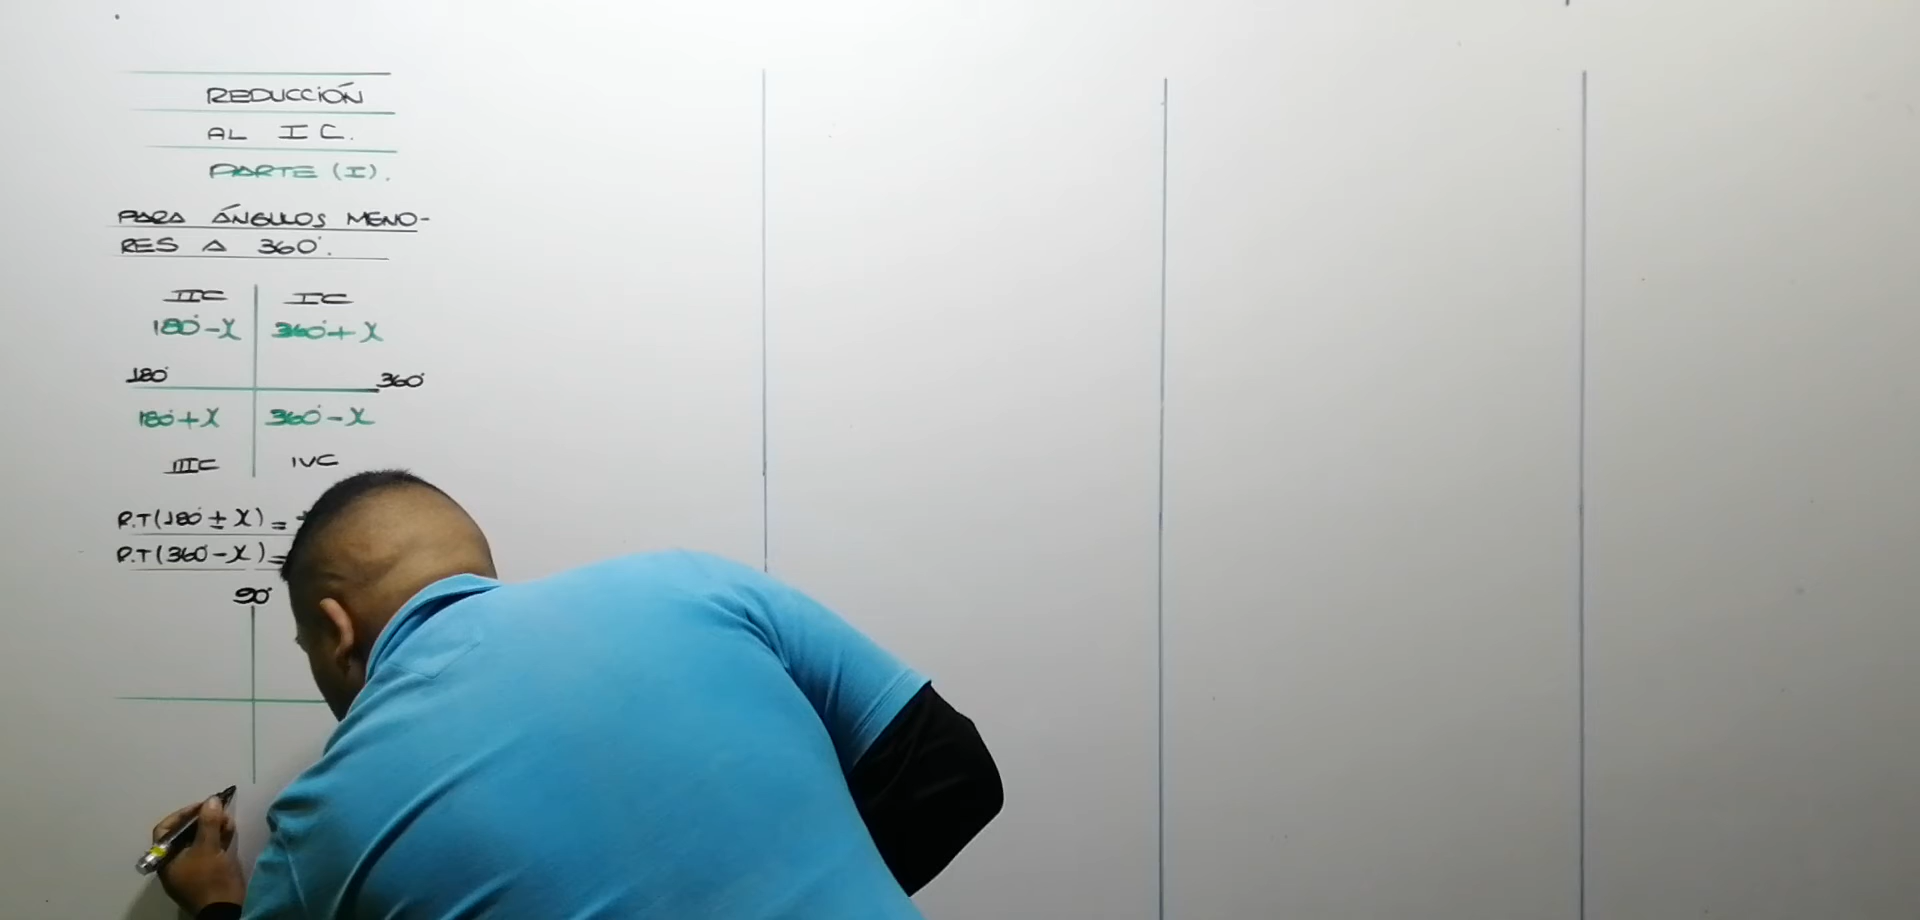 REDUCCIÓN
AL IC.
PARTE (I).
PARA ÁNGULOS MENO-
RES A 360°.
IIC IC
180°-X 360°+X
180° 360°
180°+X 360°-X
IIIC IVC
R.T(180°±X)=
R.T(360°-X)=
90°